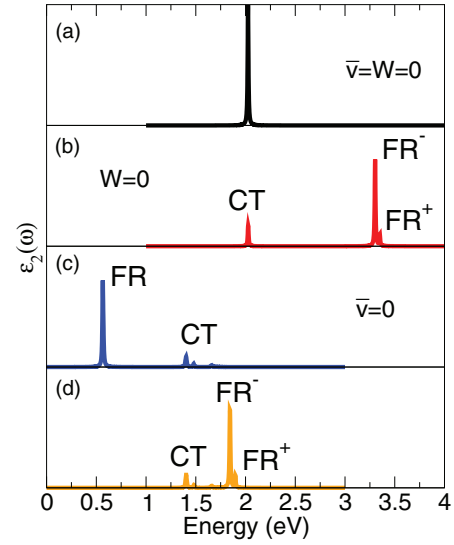 (a)
v̄=W=0
(b)
W=0
FR⁻
CT
FR⁺
ε₂(ω)
(c)
FR
v̄=0
CT
(d)
FR⁻
CT
FR⁺
0 0.5 1 1.5 2 2.5 3 3.5 4
Energy (eV)